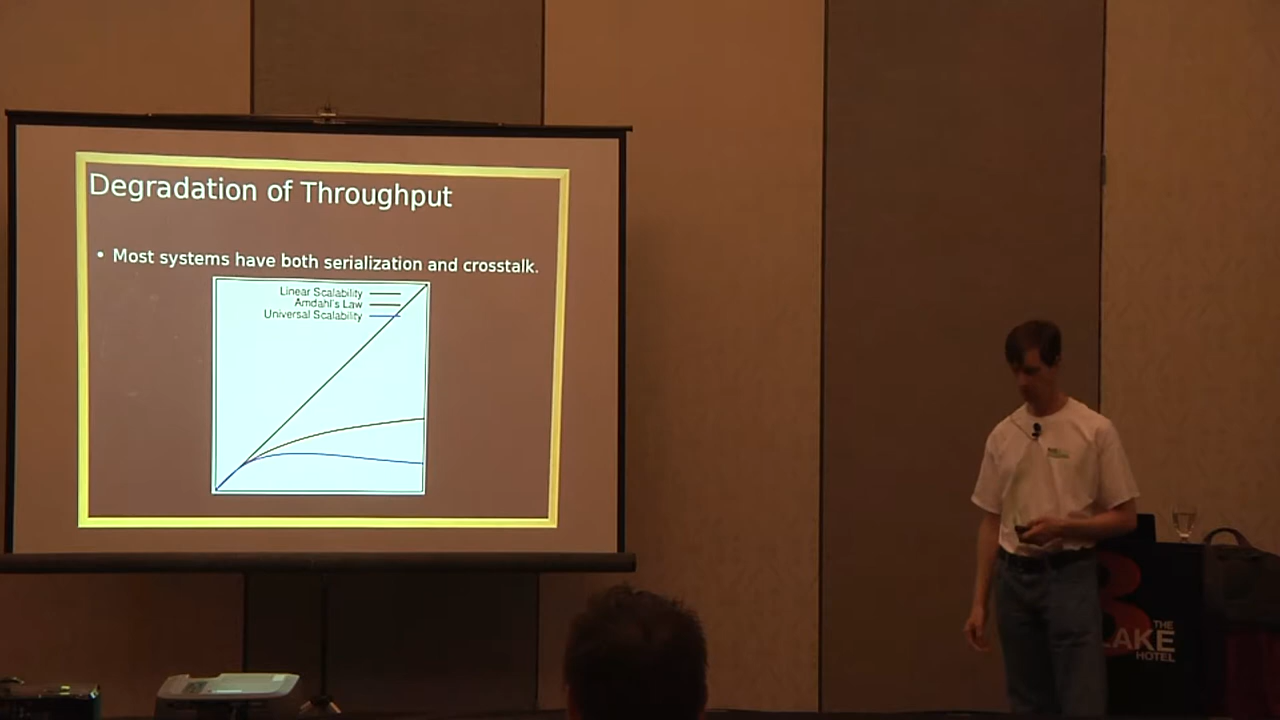 Degradation of Throughput
• Most systems have both serialization and crosstalk.
Linear Scalability
Amdahl's Law
Universal Scalability
THE
LAKE
HOTEL